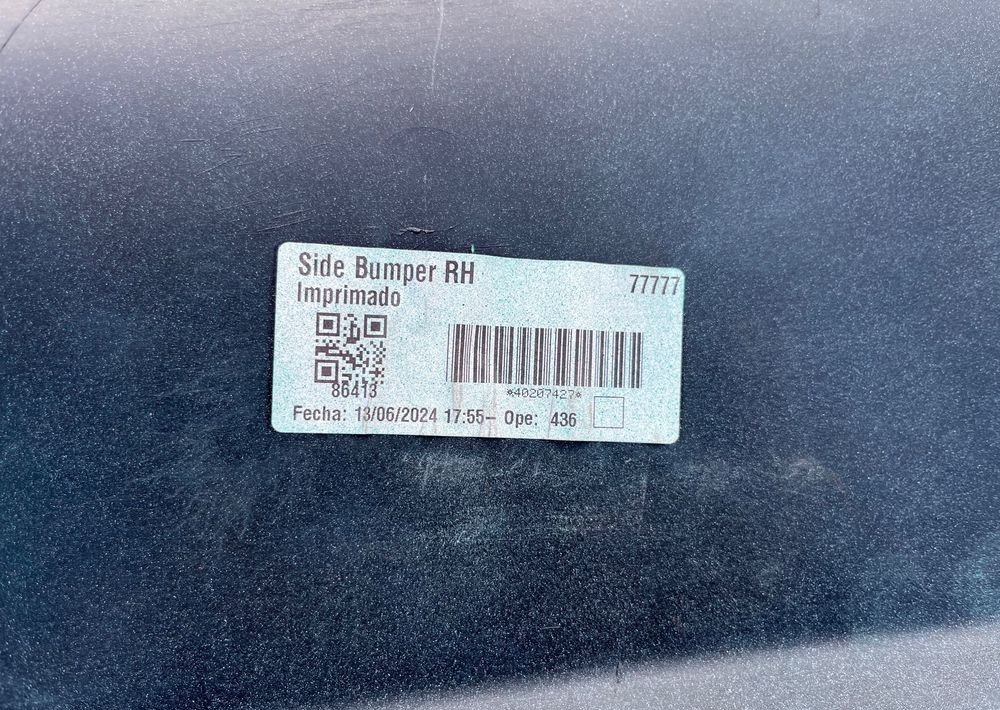 Side Bumper RH
77777
Imprimado
86413
*40207427*
Fecha: 13/06/2024 17:55– Ope: 436